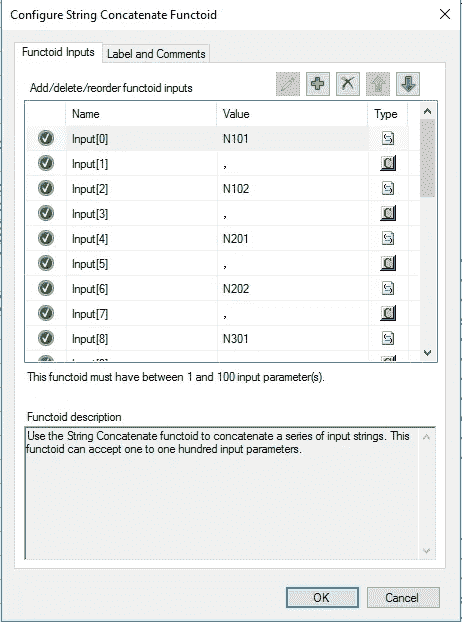 Configure String Concatenate Functoid
Functoid Inputs
Label and Comments
Add/delete/reorder functoid inputs
Name Value Type
Input[0] N101
Input[1] , C
Input[2] N102
Input[3] , C
Input[4] N201
Input[5] , C
Input[6] N202
Input[7] , C
Input[8] N301
This functoid must have between 1 and 100 input parameter(s).
Functoid description
Use the String Concatenate functoid to concatenate a series of input strings. This
functoid can accept one to one hundred input parameters.
OK Cancel